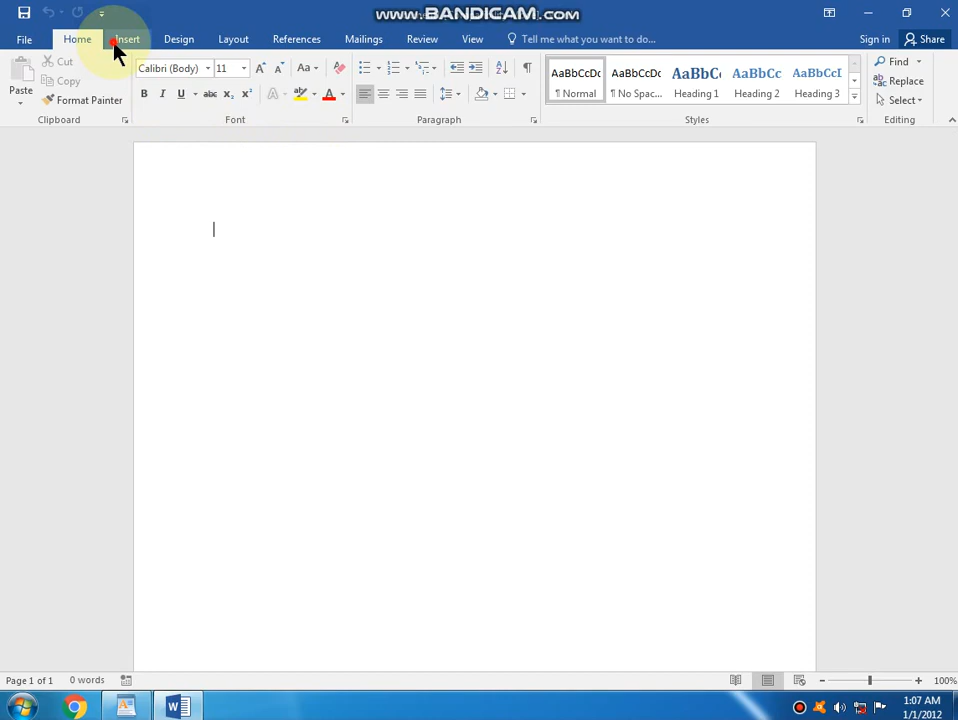 www.BANDICAM.com
File Home Insert Design Layout References Mailings Review View Tell me what you want to do... Sign in Share
Cut
Copy
Paste
Format Painter
Calibri (Body) 11 Aa
B I U abc X₂ X² A A
AaBbCcDc AaBbCcDc AaBbC AaBbCc AaBbCcI
¶ Normal ¶ No Spac... Heading 1 Heading 2 Heading 3
Find
Replace
Select
Clipboard Font Paragraph Styles Editing
Page 1 of 1 0 words 100%
1:07 AM
1/1/2012